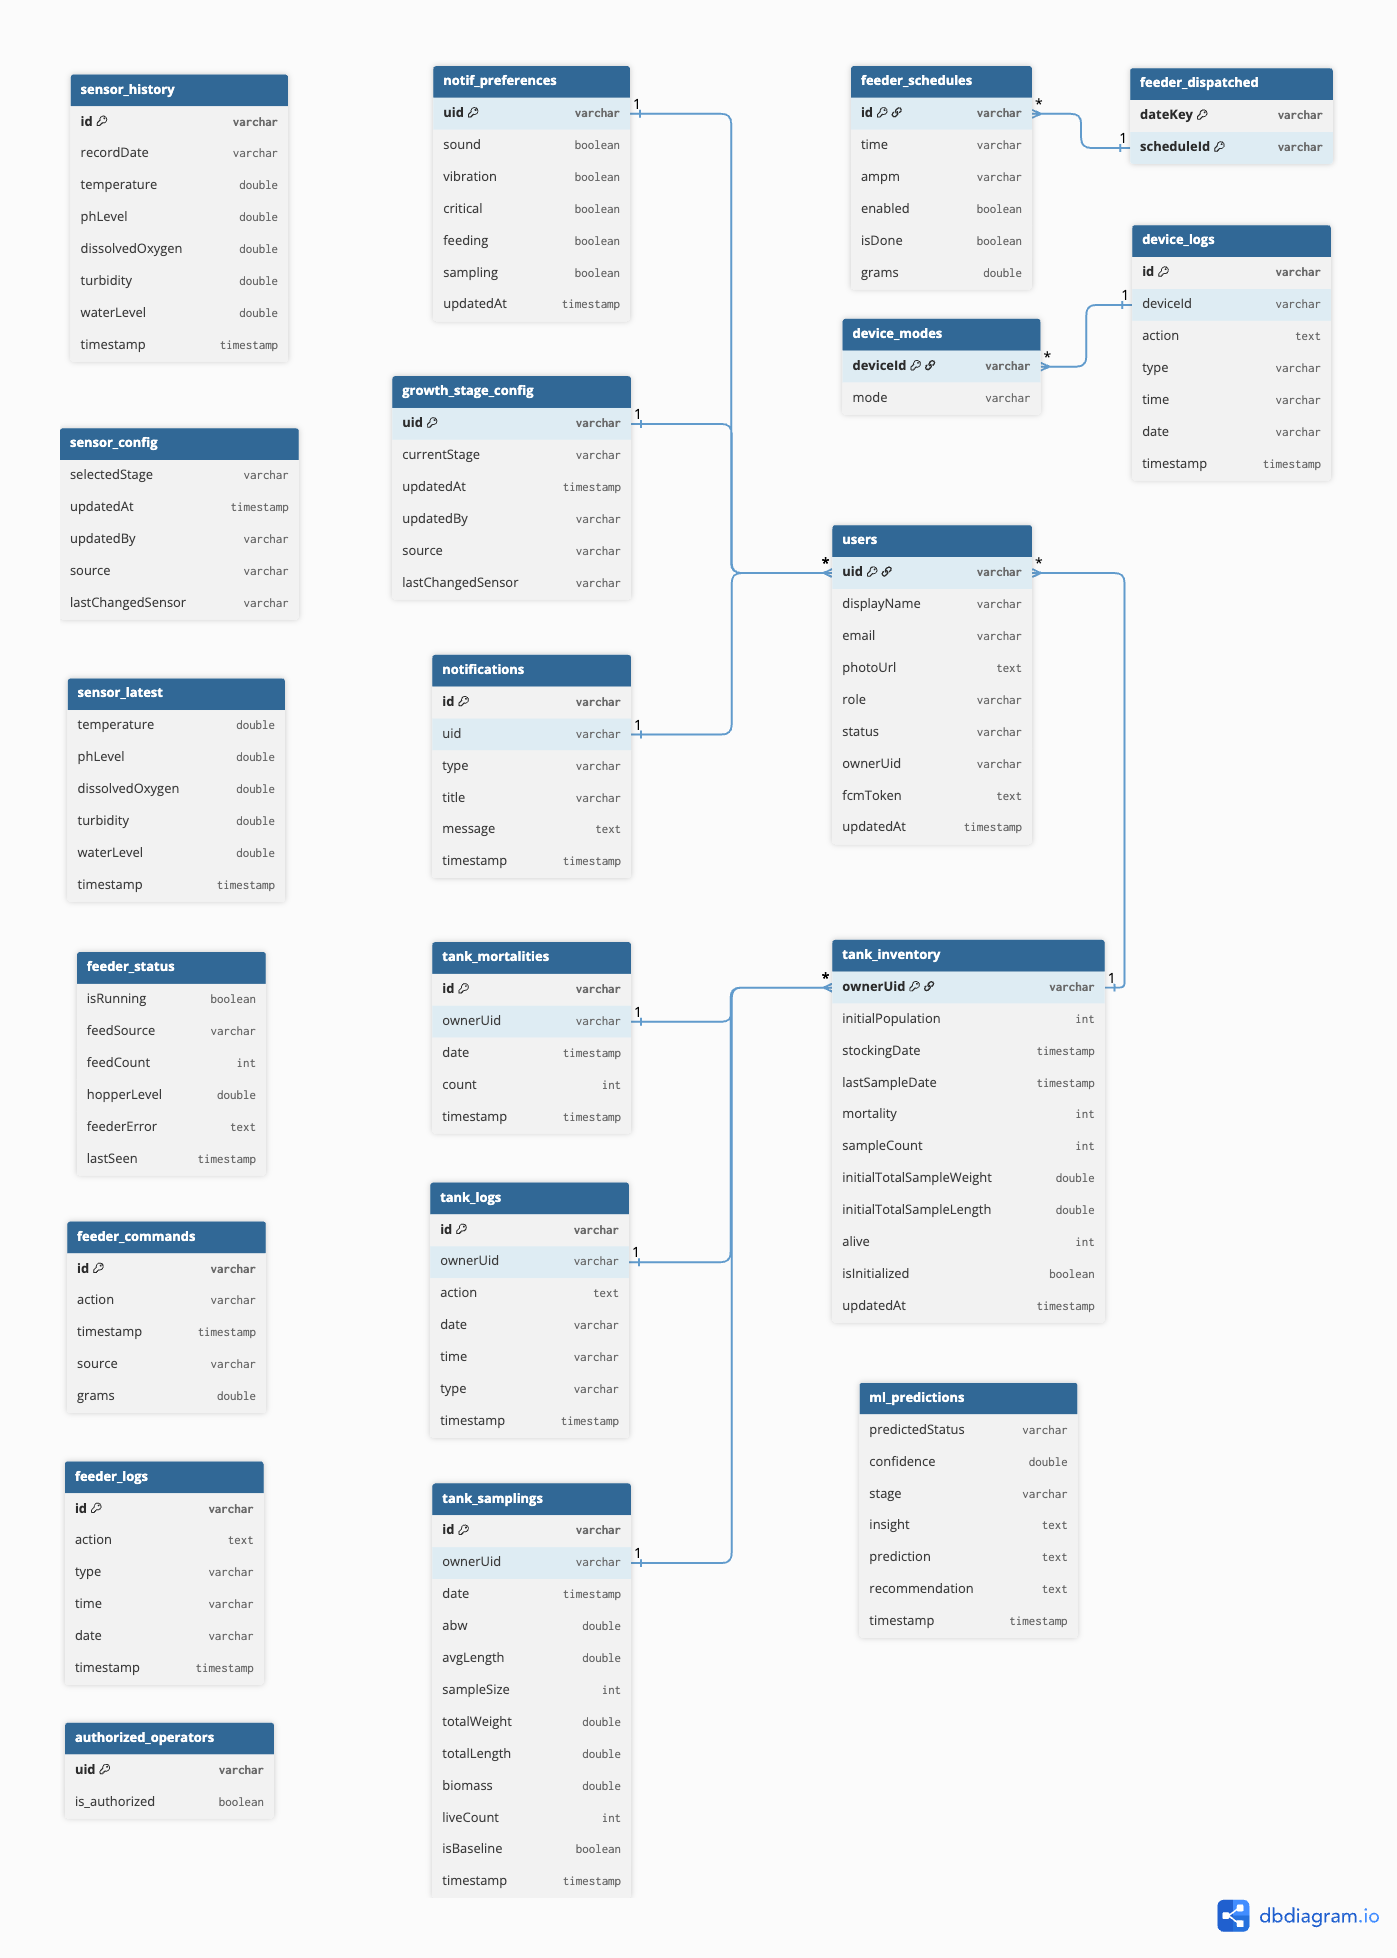 sensor_history
id varchar
recordDate varchar
temperature double
phLevel double
dissolvedOxygen double
turbidity double
waterLevel double
timestamp timestamp
sensor_config
selectedStage varchar
updatedAt timestamp
updatedBy varchar
source varchar
lastChangedSensor varchar
sensor_latest
temperature double
phLevel double
dissolvedOxygen double
turbidity double
waterLevel double
timestamp timestamp
feeder_status
isRunning boolean
feedSource varchar
feedCount int
hopperLevel double
feederError text
lastSeen timestamp
feeder_commands
id varchar
action varchar
timestamp timestamp
source varchar
grams double
feeder_logs
id varchar
action text
type varchar
time varchar
date varchar
timestamp timestamp
authorized_operators
uid varchar
is_authorized boolean
notif_preferences
uid varchar 1
sound boolean
vibration boolean
critical boolean
feeding boolean
sampling boolean
updatedAt timestamp
growth_stage_config
uid varchar 1
currentStage varchar
updatedAt timestamp
updatedBy varchar
source varchar
lastChangedSensor varchar
notifications
id varchar
uid varchar 1
type varchar
title varchar
message text
timestamp timestamp
tank_mortalities
id varchar
ownerUid varchar 1
date timestamp
count int
timestamp timestamp
tank_logs
id varchar
ownerUid varchar 1
action text
date varchar
time varchar
type varchar
timestamp timestamp
tank_samplings
id varchar
ownerUid varchar 1
date timestamp
abw double
avgLength double
sampleSize int
totalWeight double
totalLength double
biomass double
liveCount int
isBaseline boolean
timestamp timestamp
feeder_schedules
id varchar *
time varchar
ampm varchar
enabled boolean
isDone boolean
grams double
device_modes
deviceId varchar *
mode varchar
users
* uid varchar *
displayName varchar
email varchar
photoUrl text
role varchar
status varchar
ownerUid varchar
fcmToken text
updatedAt timestamp
tank_inventory
* ownerUid varchar 1
initialPopulation int
stockingDate timestamp
lastSampleDate timestamp
mortality int
sampleCount int
initialTotalSampleWeight double
initialTotalSampleLength double
alive int
isInitialized boolean
updatedAt timestamp
ml_predictions
predictedStatus varchar
confidence double
stage varchar
insight text
prediction text
recommendation text
timestamp timestamp
feeder_dispatched
dateKey varchar
1 scheduleId varchar
device_logs
id varchar
1 deviceId varchar
action text
type varchar
time varchar
date varchar
timestamp timestamp
dbdiagram.io